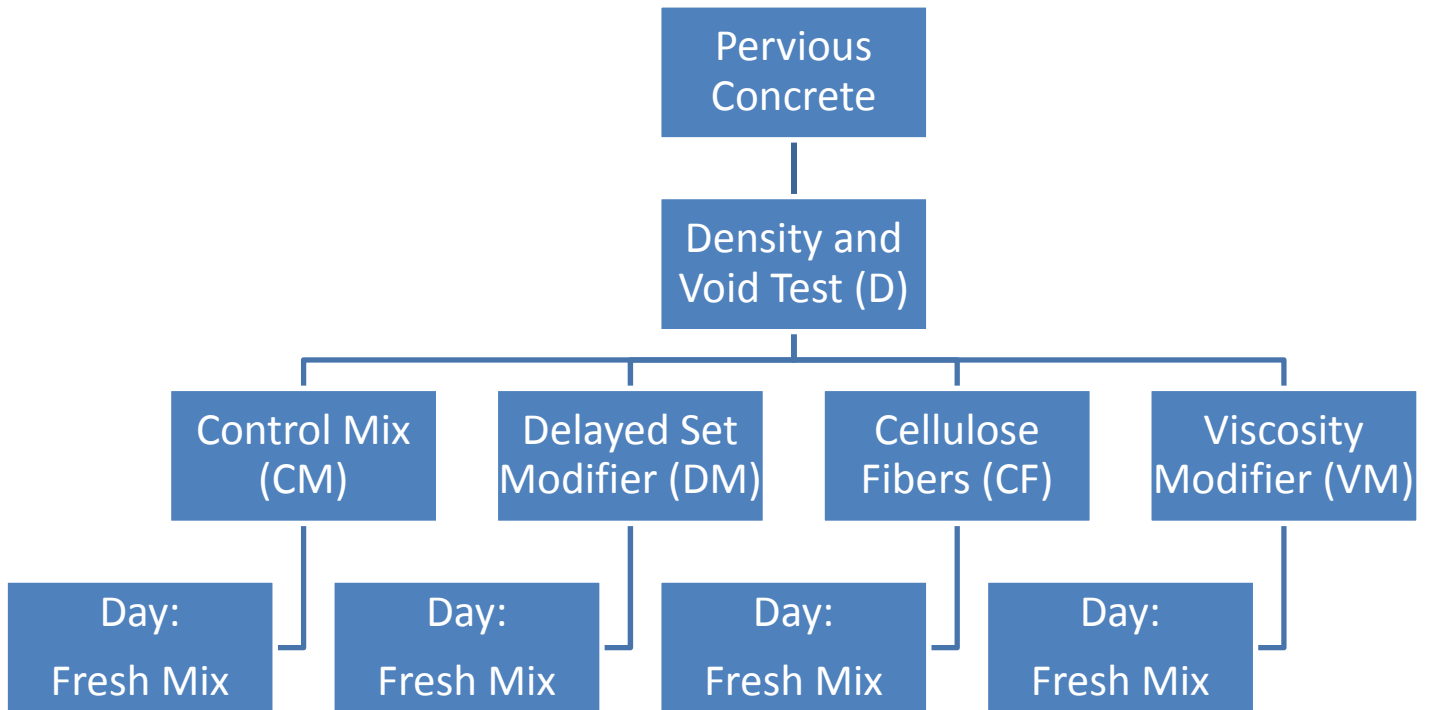 Pervious
Concrete
Density and
Void Test (D)
Control Mix
(CM)
Delayed Set
Modifier (DM)
Cellulose
Fibers (CF)
Viscosity
Modifier (VM)
Day:
Fresh Mix
Day:
Fresh Mix
Day:
Fresh Mix
Day:
Fresh Mix